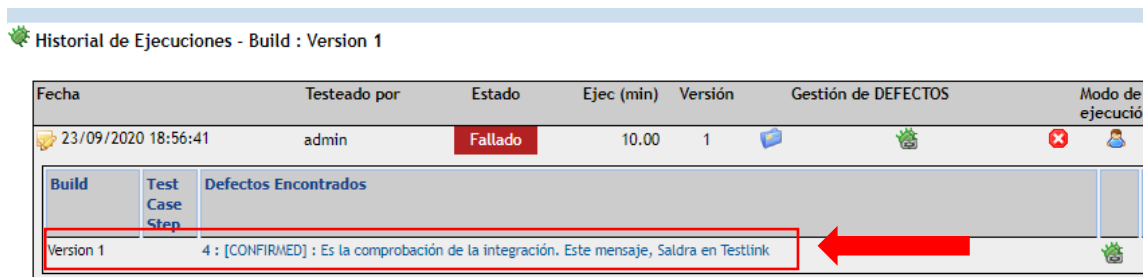 Historial de Ejecuciones - Build : Version 1
Fecha Testeado por Estado Ejec (min) Versión Gestión de DEFECTOS Modo de
ejecució
23/09/2020 18:56:41 admin Fallado 10.00 1
Build Test Defectos Encontrados
Case
Step
Version 1 4 : [CONFIRMED] : Es la comprobación de la integración. Este mensaje, Saldra en Testlink